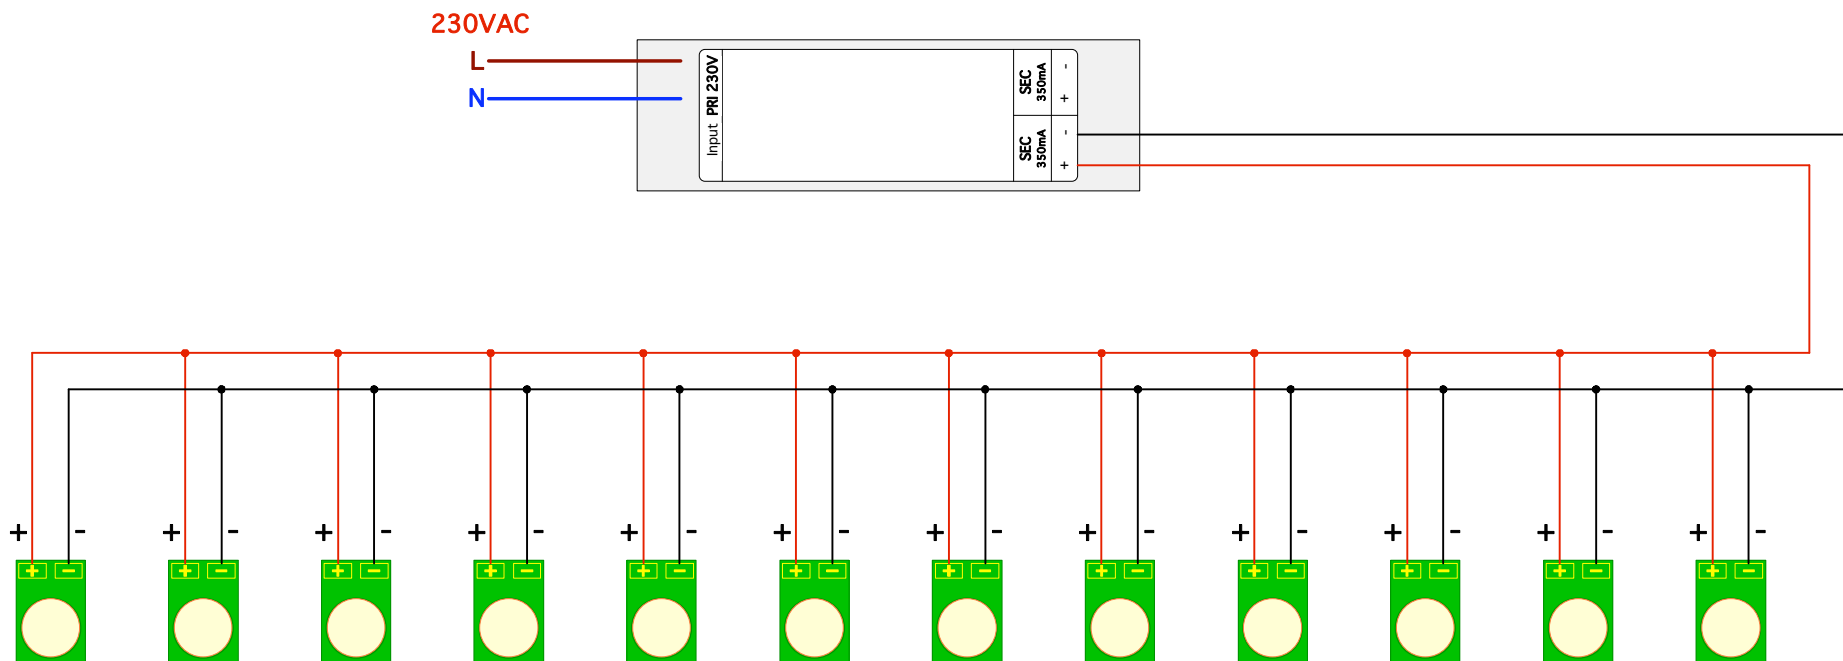 230VAC
L
N
Input PRI 230V
SEC
350mA
-
+
SEC
350mA
-
+
+ - + - + - + - + - + - + - + - + - + - + - + -
+ - + - + - + - + - + - + - + - + - + - + - + -